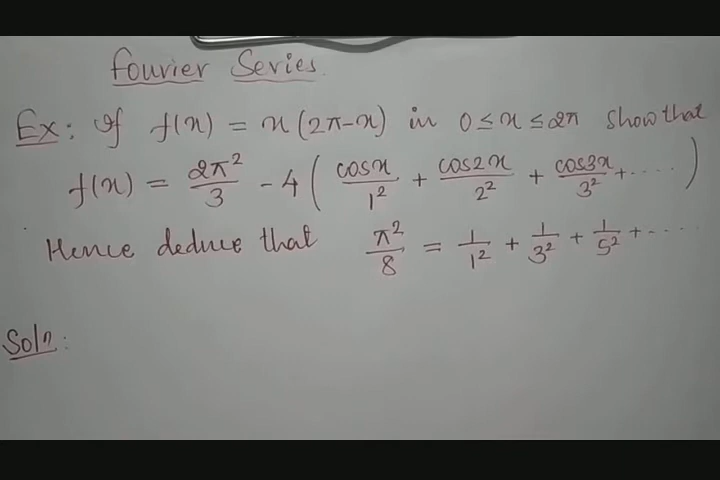 Fourier Series.
Ex: If f(x) = x(2π-x) in 0 ≤ x ≤ 2π show that
f(x) = 2π²/3 - 4( cosx/1² + cos2x/2² + cos3x/3² + ···· )
Hence deduce that π²/8 = 1/1² + 1/3² + 1/5² + ····
Soln: